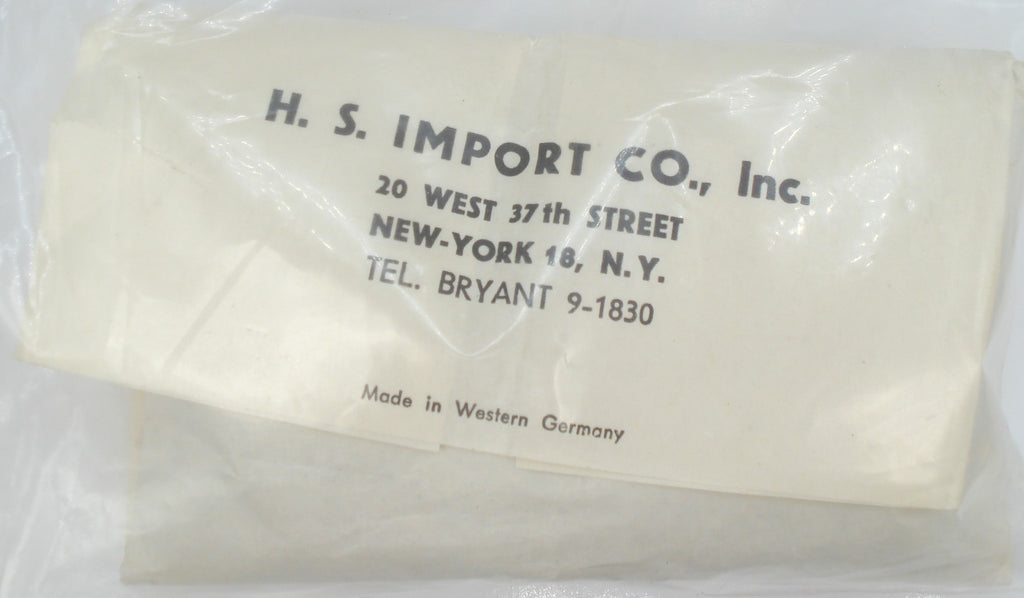 H. S. IMPORT CO., Inc.
20 WEST 37th STREET
NEW-YORK 18, N.Y.
TEL. BRYANT 9-1830
Made in Western Germany